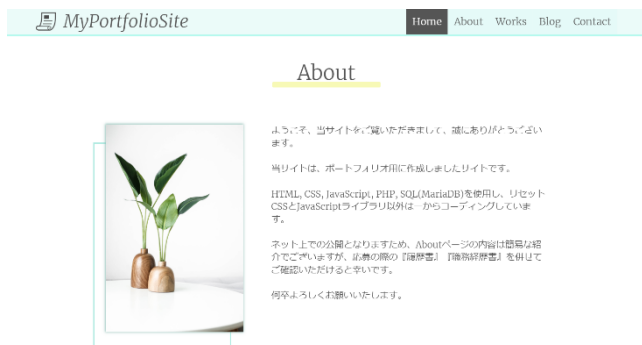 MyPortfolioSite
Home About Works Blog Contact
About
ようこそ、当サイトをご覧いただきまして、誠にありがとうござい
ます。
当サイトは、ポートフォリオ用に作成しましたサイトです。
HTML, CSS, JavaScript, PHP, SQL(MariaDB)を使用し、リセット
CSSとJavaScriptライブラリ以外は一からコーディングしていま
す。
ネット上での公開となりますため、Aboutページの内容は簡易な紹
介でございますが、応募の際の『履歴書』『職務経歴書』を併せて
ご確認いただけると幸いです。
何卒よろしくお願いいたします。